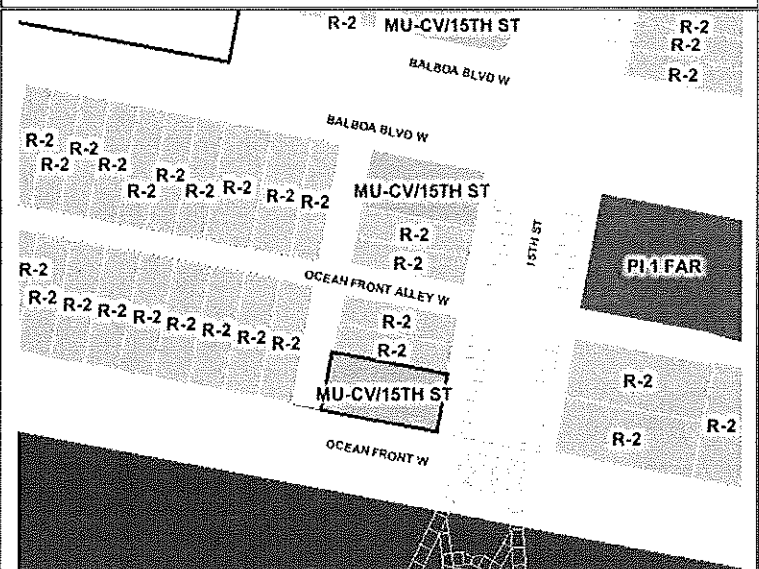 R-2 MU-CV/15TH ST
R-2
R-2
R-2
BALBOA BLVD W
BALBOA BLVD W
R-2
R-2
R-2
R-2
R-2
R-2
R-2
R-2
R-2
R-2
MU-CV/15TH ST
R-2
R-2
15TH ST
PI 1 FAR
OCEAN FRONT ALLEY W
R-2
R-2
R-2
R-2
R-2
R-2
R-2
R-2
R-2
R-2
R-2
MU-CV/15TH ST
R-2
R-2
R-2
OCEAN FRONT W